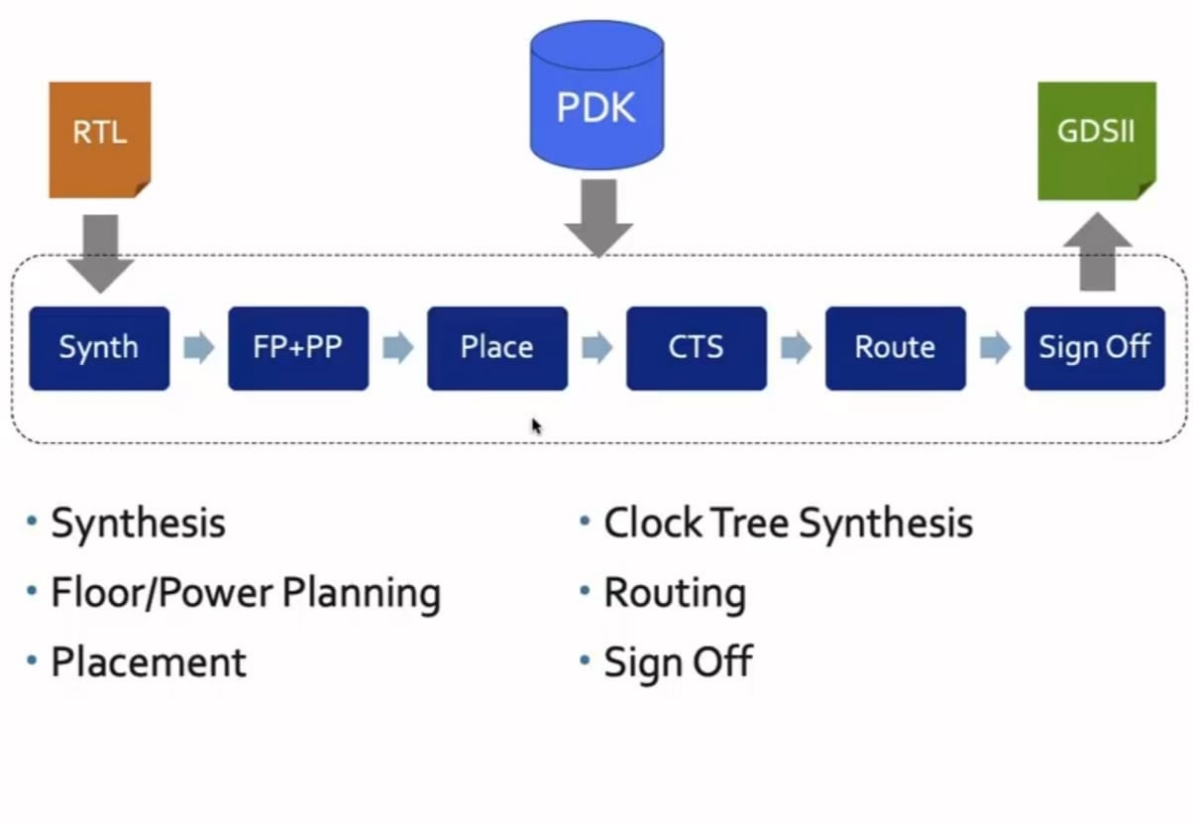 PDK
RTL
GDSII
Synth
FP+PP
Place
CTS
Route
Sign Off
• Synthesis
• Floor/Power Planning
• Placement
• Clock Tree Synthesis
• Routing
• Sign Off